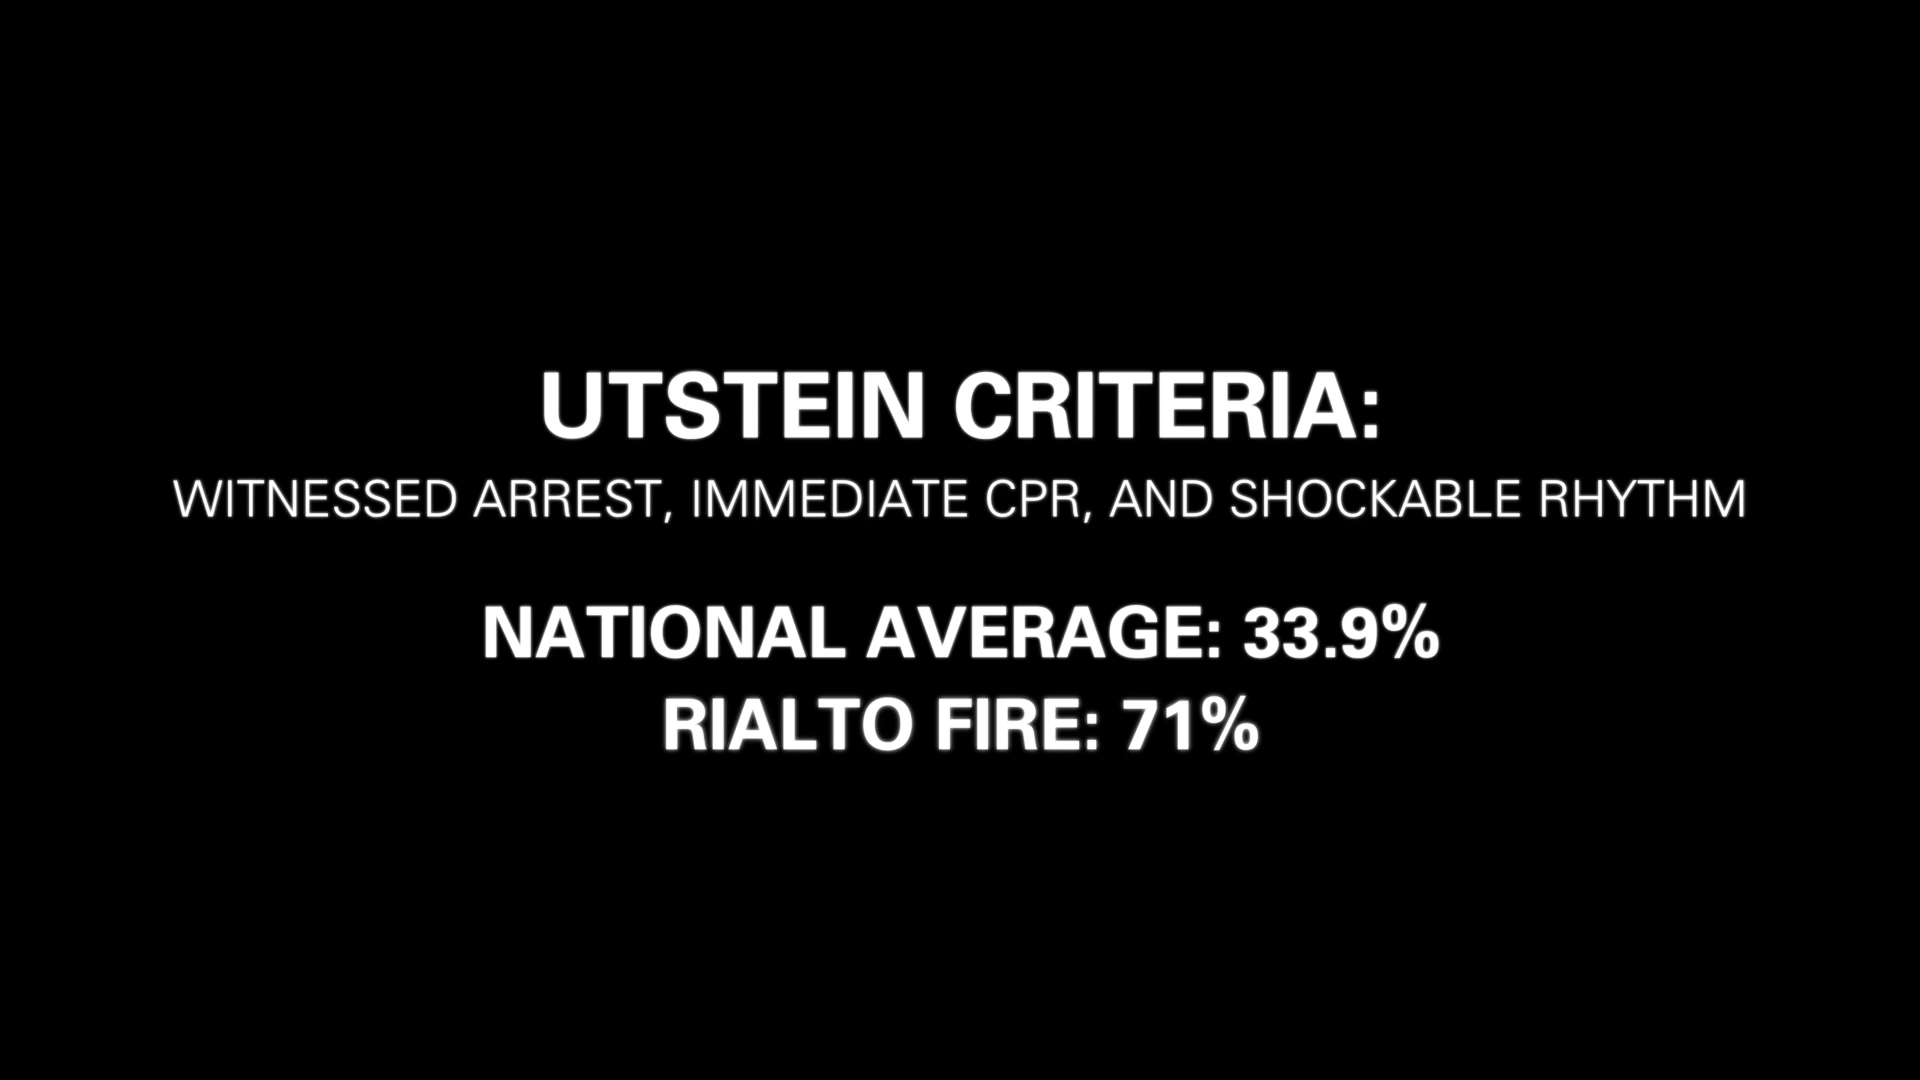 UTSTEIN CRITERIA:
WITNESSED ARREST, IMMEDIATE CPR, AND SHOCKABLE RHYTHM
NATIONAL AVERAGE: 33.9%
RIALTO FIRE: 71%